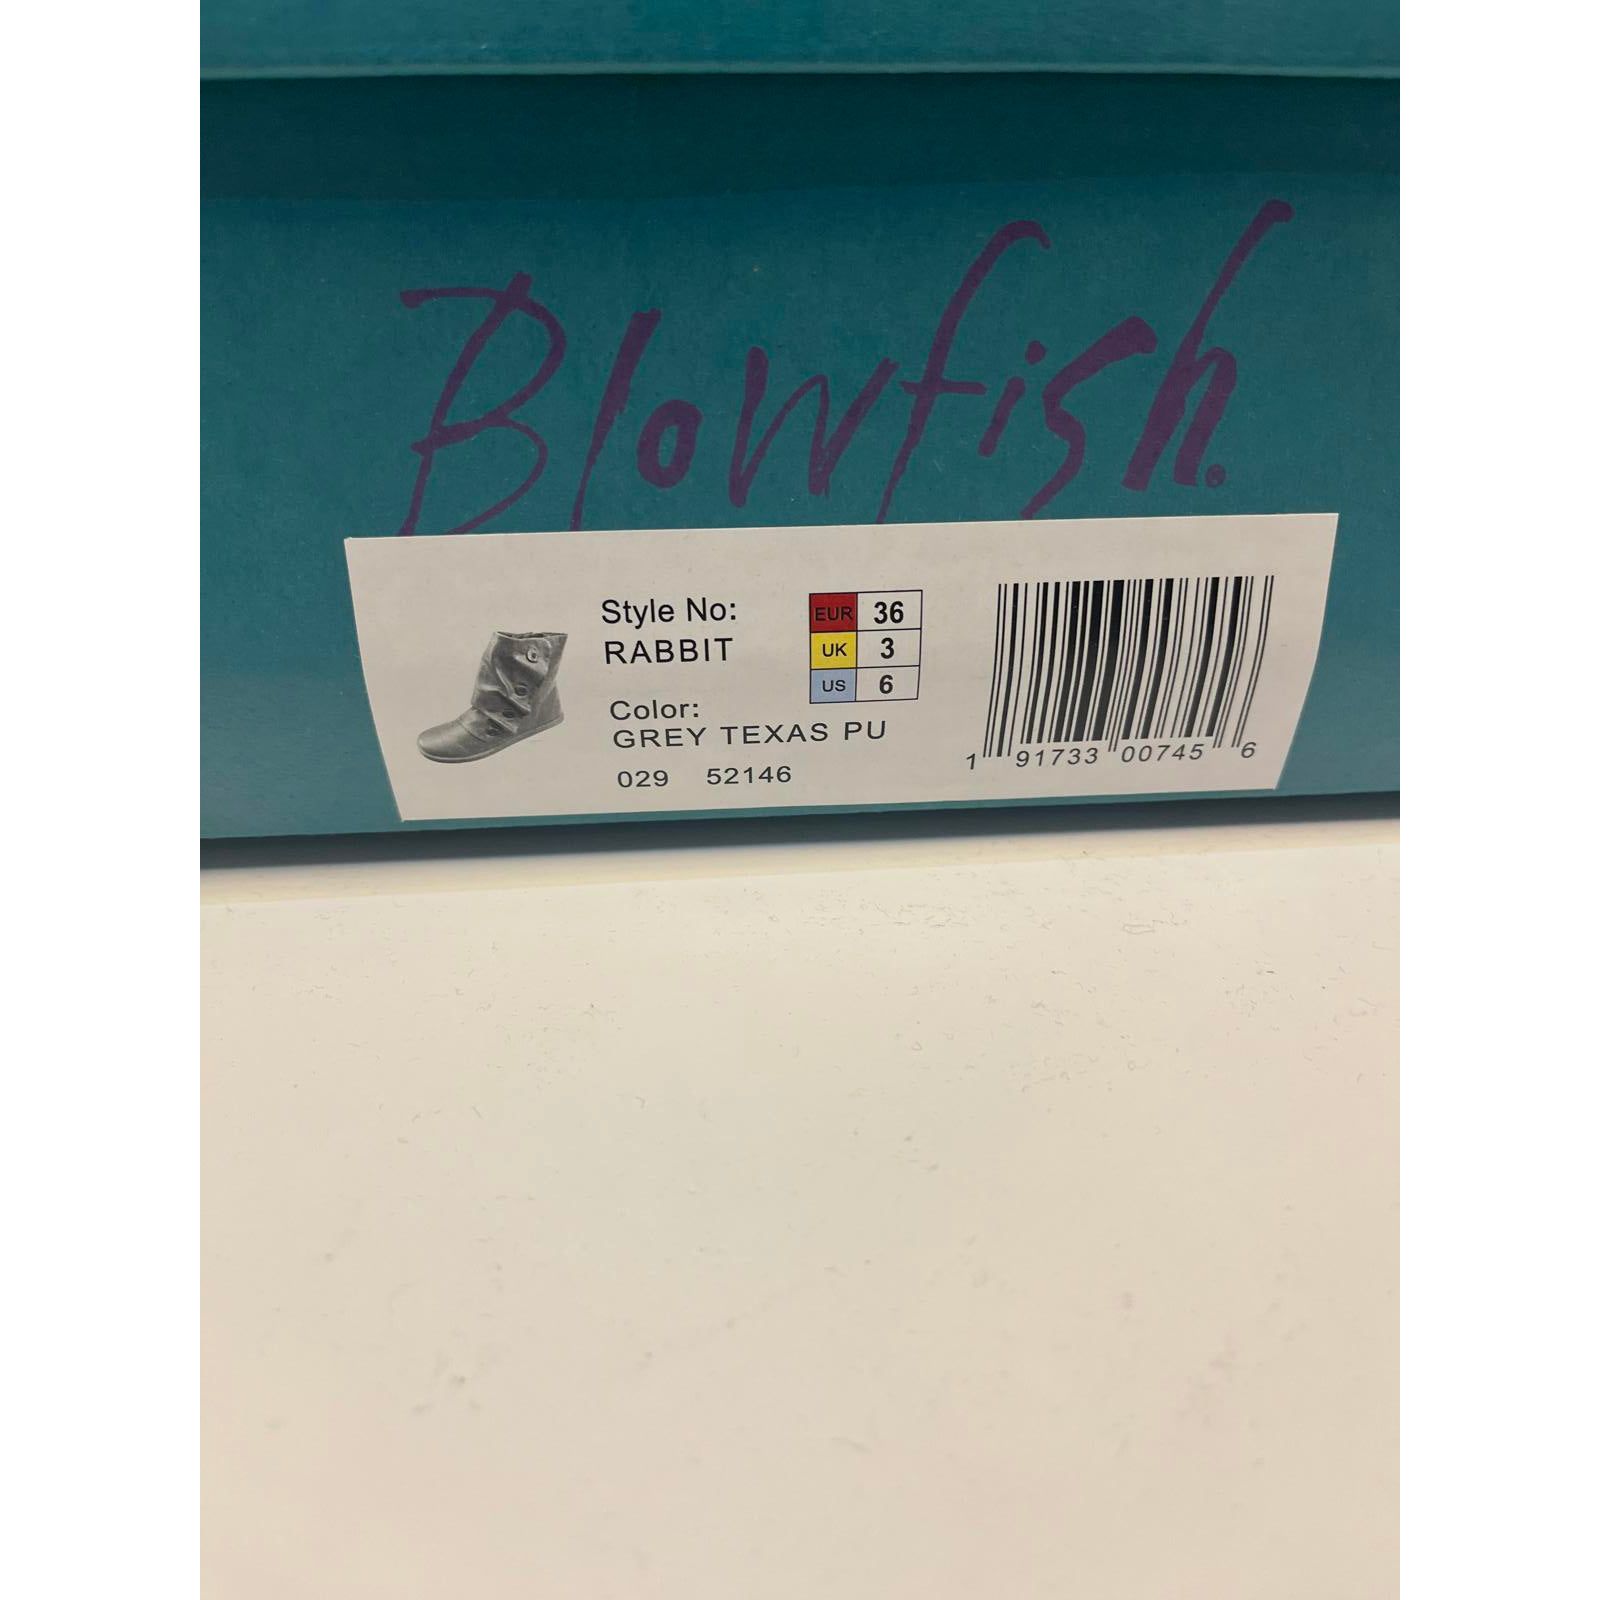 Blowfish.
Style No:
RABBIT
EUR 36
UK 3
US 6
Color:
GREY TEXAS PU
029 52146
1 91733 00745 6